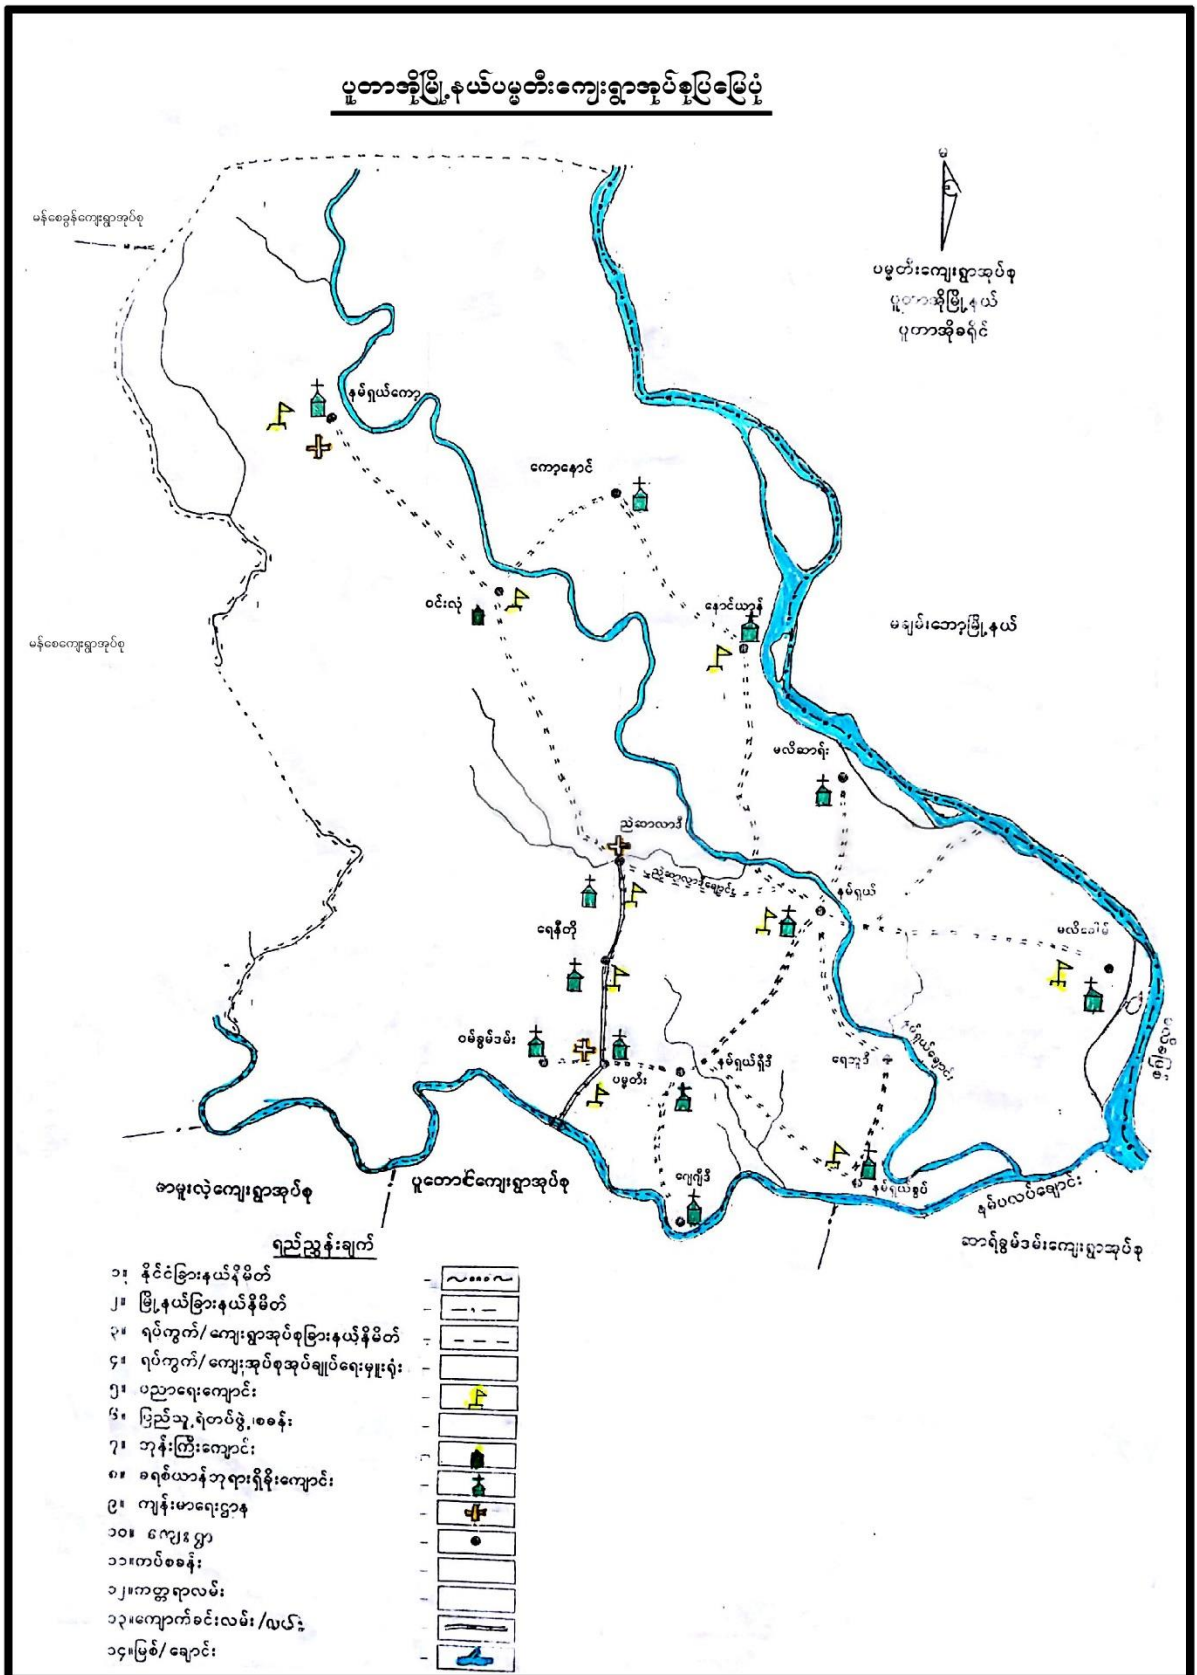 ပူတာအိုမြို့နယ်ပမ္မတီးကျေးရွာအုပ်စုပြမြေပုံ
မ
မန်စေခွန်ကျေးရွာအုပ်စု
ပမ္မတီးကျေးရွာအုပ်စု
ပူတာအိုမြို့နယ်
ပူတာအိုခရိုင်
နမ်ရှယ်ကော့
ကော့နောင်
ဝင်းလုံ
နောင်ယာန်
မချမ်းဘော့မြို့နယ်
မန်စေကျေးရွာအုပ်စု
မလိဆာရ်း
ညဲဆာလာဒီ
ညဲဆာလာဒီချောင်း
နမ်ရှယ်
ရေနီတို
မလိခေါမ်
ဝမ်ခွမ်ဒမ်း
ပမ္မတီး
နမ်ရှယ်ရှီဒီ
ရေဘူဒီ
နမ်ရှယ်ချောင်း
ဂျေဂျီဒီ
နမ်ရှယ်စွပ်
နမ်ပလပ်ချောင်း
ပူတောင်ကျေးရွာအုပ်စု
ဆာရ်ခွမ်ဒမ်းကျေးရွာအုပ်စု
ရည်ညွှန်းချက်
၁။ နိုင်ငံခြားနယ်နိမိတ် -
၂။ မြို့နယ်ခြားနယ်နိမိတ် -
၃။ ရပ်ကွက်/ကျေးရွာအုပ်စုခြားနယ်နိမိတ် -
၄။ ရပ်ကွက်/ကျေးအုပ်စုအုပ်ချုပ်ရေးမှူးရုံး -
၅။ ပညာရေးကျောင်း -
၆။ ပြည်သူ့ရဲတပ်ဖွဲ့စခန်း -
၇။ ဘုန်းကြီးကျောင်း -
၈။ ခရစ်ယာန်ဘုရားရှိခိုးကျောင်း -
၉။ ကျန်းမာရေးဌာန -
၁၀။ ကျေးရွာ -
၁၁။ကပ်စခန်း -
၁၂။ကတ္တရာလမ်း -
၁၃။ကျောက်ခင်းလမ်း/ -
၁၄။မြစ်/ချောင်း -